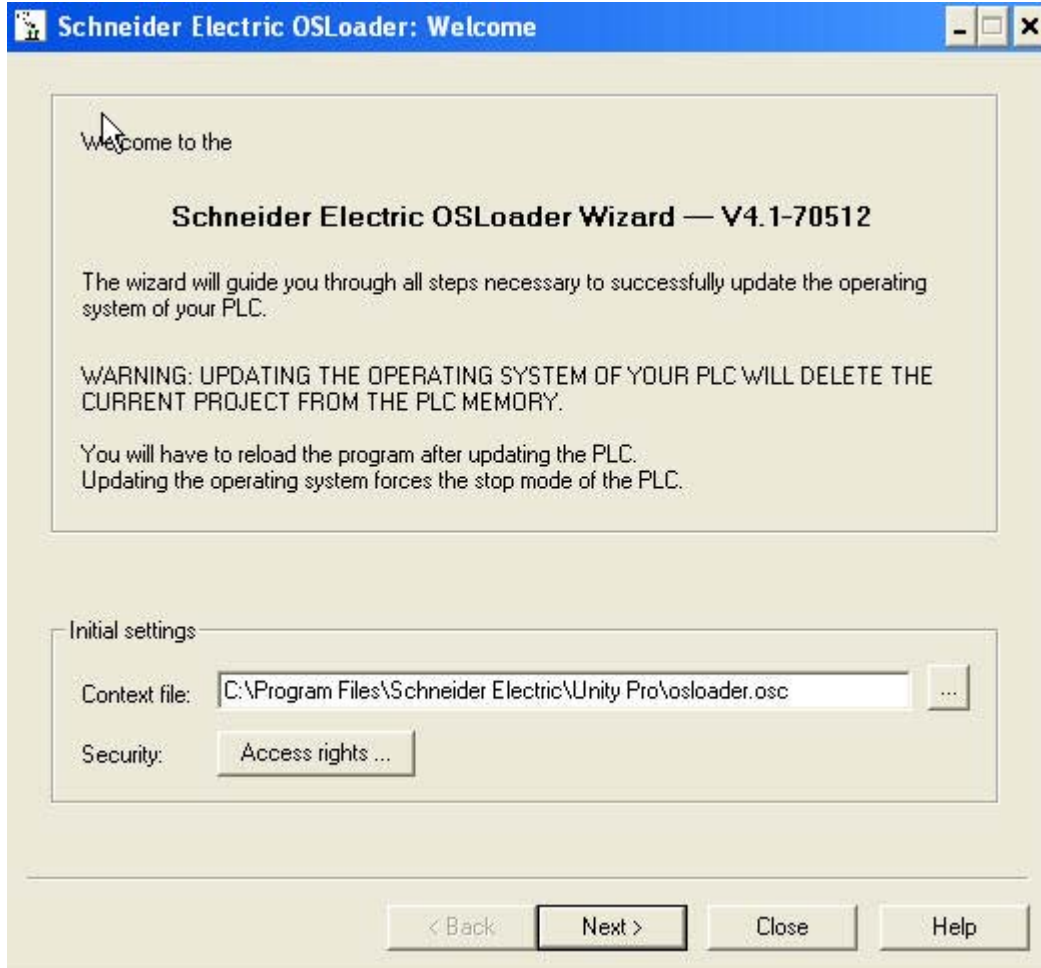 Schneider Electric OSLoader: Welcome
Welcome to the
Schneider Electric OSLoader Wizard — V4.1-70512
The wizard will guide you through all steps necessary to successfully update the operating
system of your PLC.
WARNING: UPDATING THE OPERATING SYSTEM OF YOUR PLC WILL DELETE THE
CURRENT PROJECT FROM THE PLC MEMORY.
You will have to reload the program after updating the PLC.
Updating the operating system forces the stop mode of the PLC.
Initial settings
Context file: C:\Program Files\Schneider Electric\Unity Pro\osloader.osc ...
Security: Access rights ...
< Back Next > Close Help